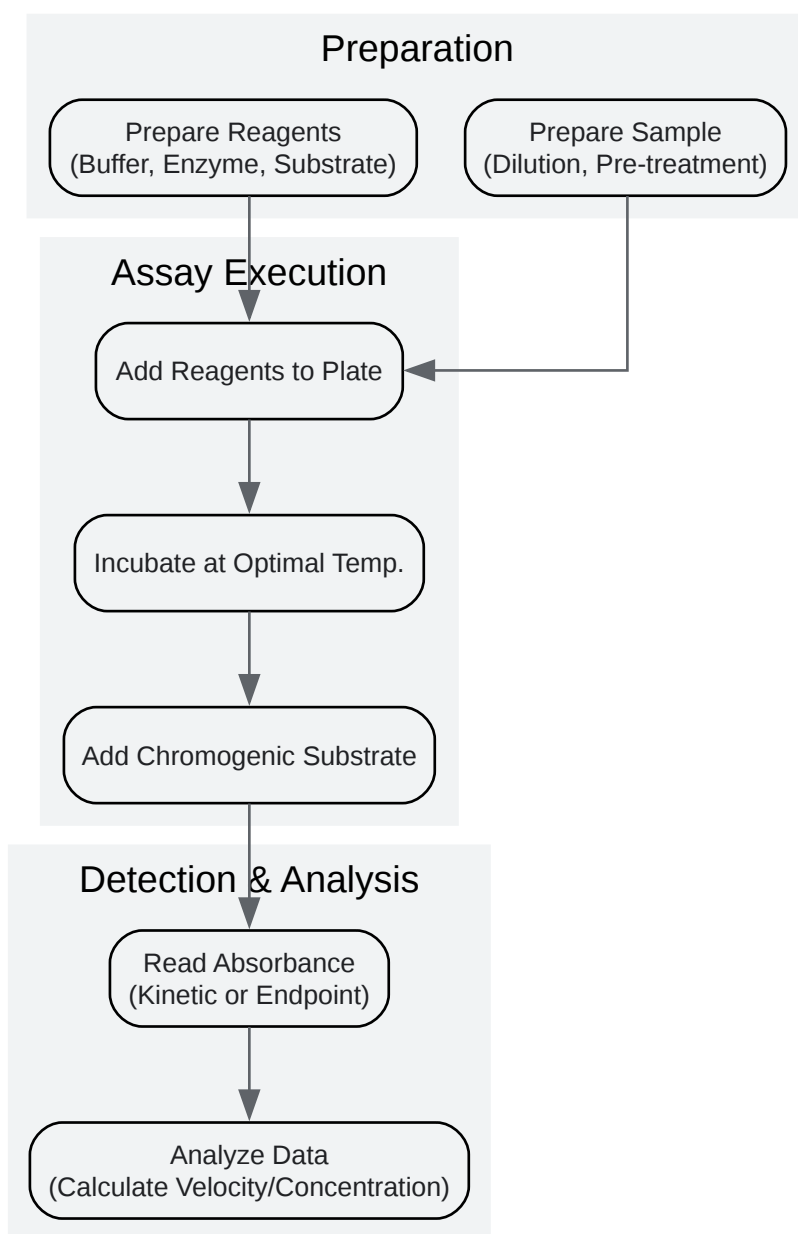 Preparation
Prepare Reagents
(Buffer, Enzyme, Substrate)
Prepare Sample
(Dilution, Pre-treatment)
Assay Execution
Add Reagents to Plate
Incubate at Optimal Temp.
Add Chromogenic Substrate
Detection & Analysis
Read Absorbance
(Kinetic or Endpoint)
Analyze Data
(Calculate Velocity/Concentration)